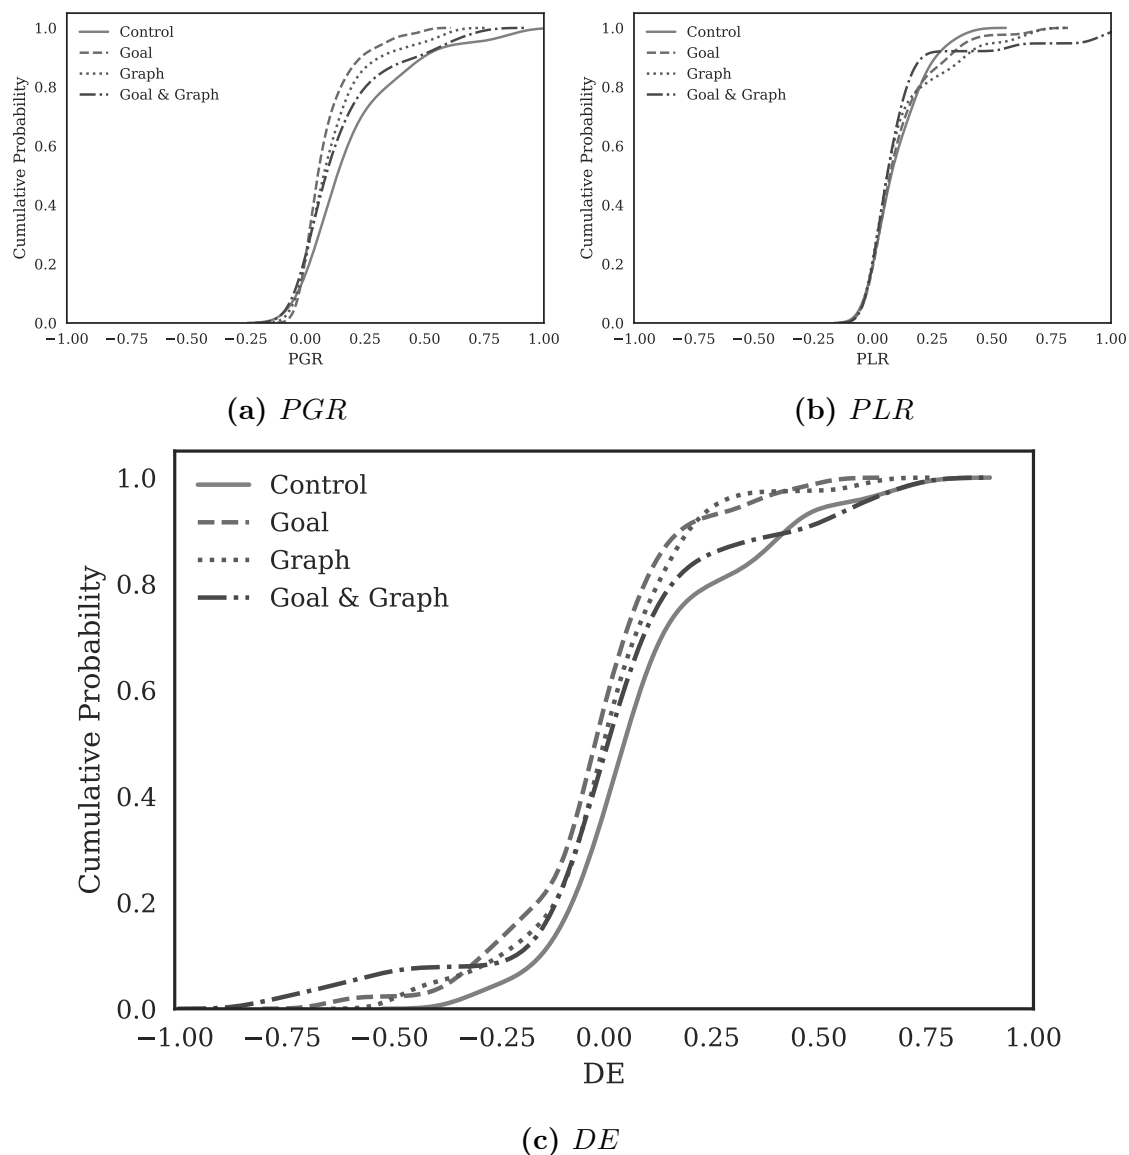 1.0
0.8
0.6
0.4
0.2
0.0
Cumulative Probability
Control
Goal
Graph
Goal & Graph
−1.00 −0.75 −0.50 −0.25 0.00 0.25 0.50 0.75 1.00
PGR
(a) PGR
1.0
0.8
0.6
0.4
0.2
0.0
Cumulative Probability
Control
Goal
Graph
Goal & Graph
−1.00 −0.75 −0.50 −0.25 0.00 0.25 0.50 0.75 1.00
PLR
(b) PLR
1.0
0.8
0.6
0.4
0.2
0.0
Cumulative Probability
Control
Goal
Graph
Goal & Graph
−1.00 −0.75 −0.50 −0.25 0.00 0.25 0.50 0.75 1.00
DE
(c) DE